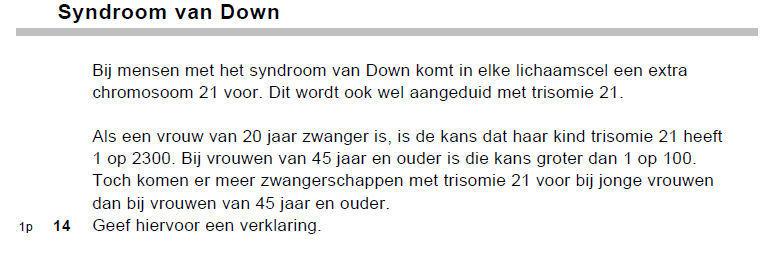 Syndroom van Down
Bij mensen met het syndroom van Down komt in elke lichaamscel een extra
chromosoom 21 voor. Dit wordt ook wel aangeduid met trisomie 21.
Als een vrouw van 20 jaar zwanger is, is de kans dat haar kind trisomie 21 heeft
1 op 2300. Bij vrouwen van 45 jaar en ouder is die kans groter dan 1 op 100.
Toch komen er meer zwangerschappen met trisomie 21 voor bij jonge vrouwen
dan bij vrouwen van 45 jaar en ouder.
1p 14 Geef hiervoor een verklaring.